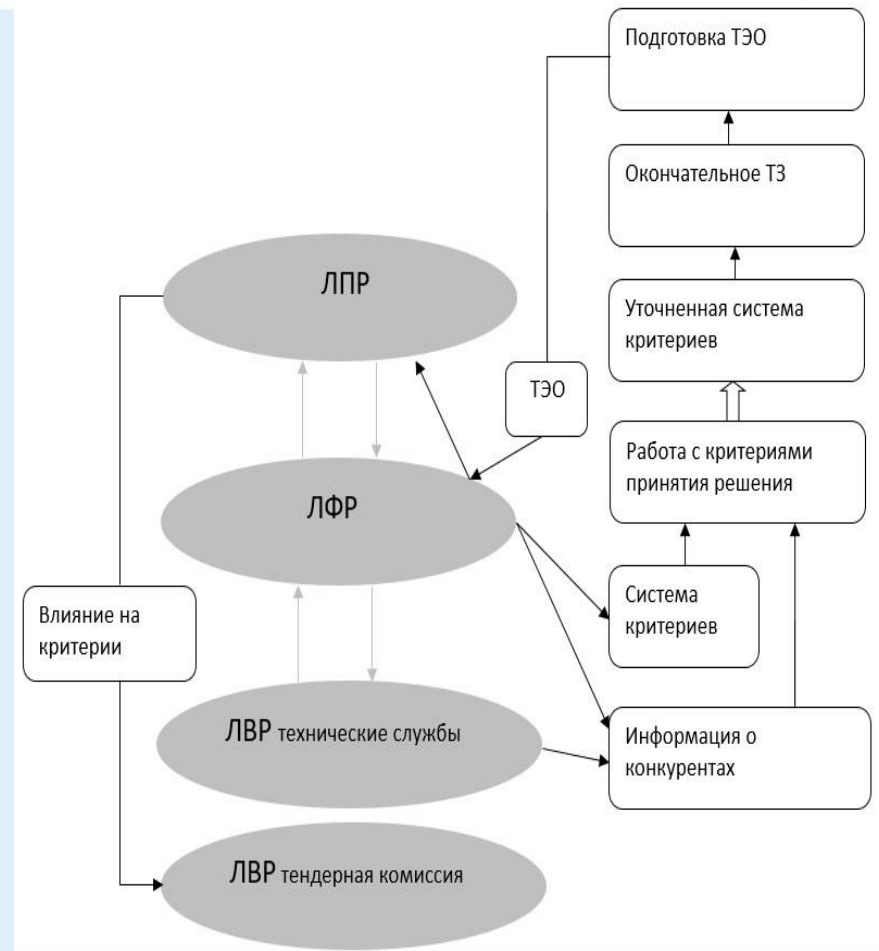 Подготовка ТЭО
Окончательное ТЗ
ЛПР
Уточненная система
критериев
ТЭО
Работа с критериями
принятия решения
ЛФР
Система
критериев
Влияние на
критерии
ЛВР технические службы
Информация о
конкурентах
ЛВР тендерная комиссия